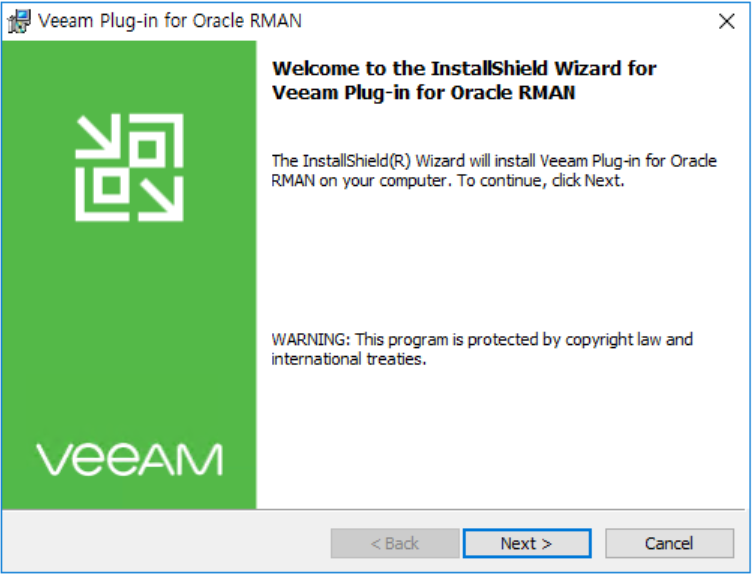 Veeam Plug-in for Oracle RMAN
Welcome to the InstallShield Wizard for
Veeam Plug-in for Oracle RMAN
The InstallShield(R) Wizard will install Veeam Plug-in for Oracle
RMAN on your computer. To continue, click Next.
WARNING: This program is protected by copyright law and
international treaties.
VeeAM
< Back
Next >
Cancel